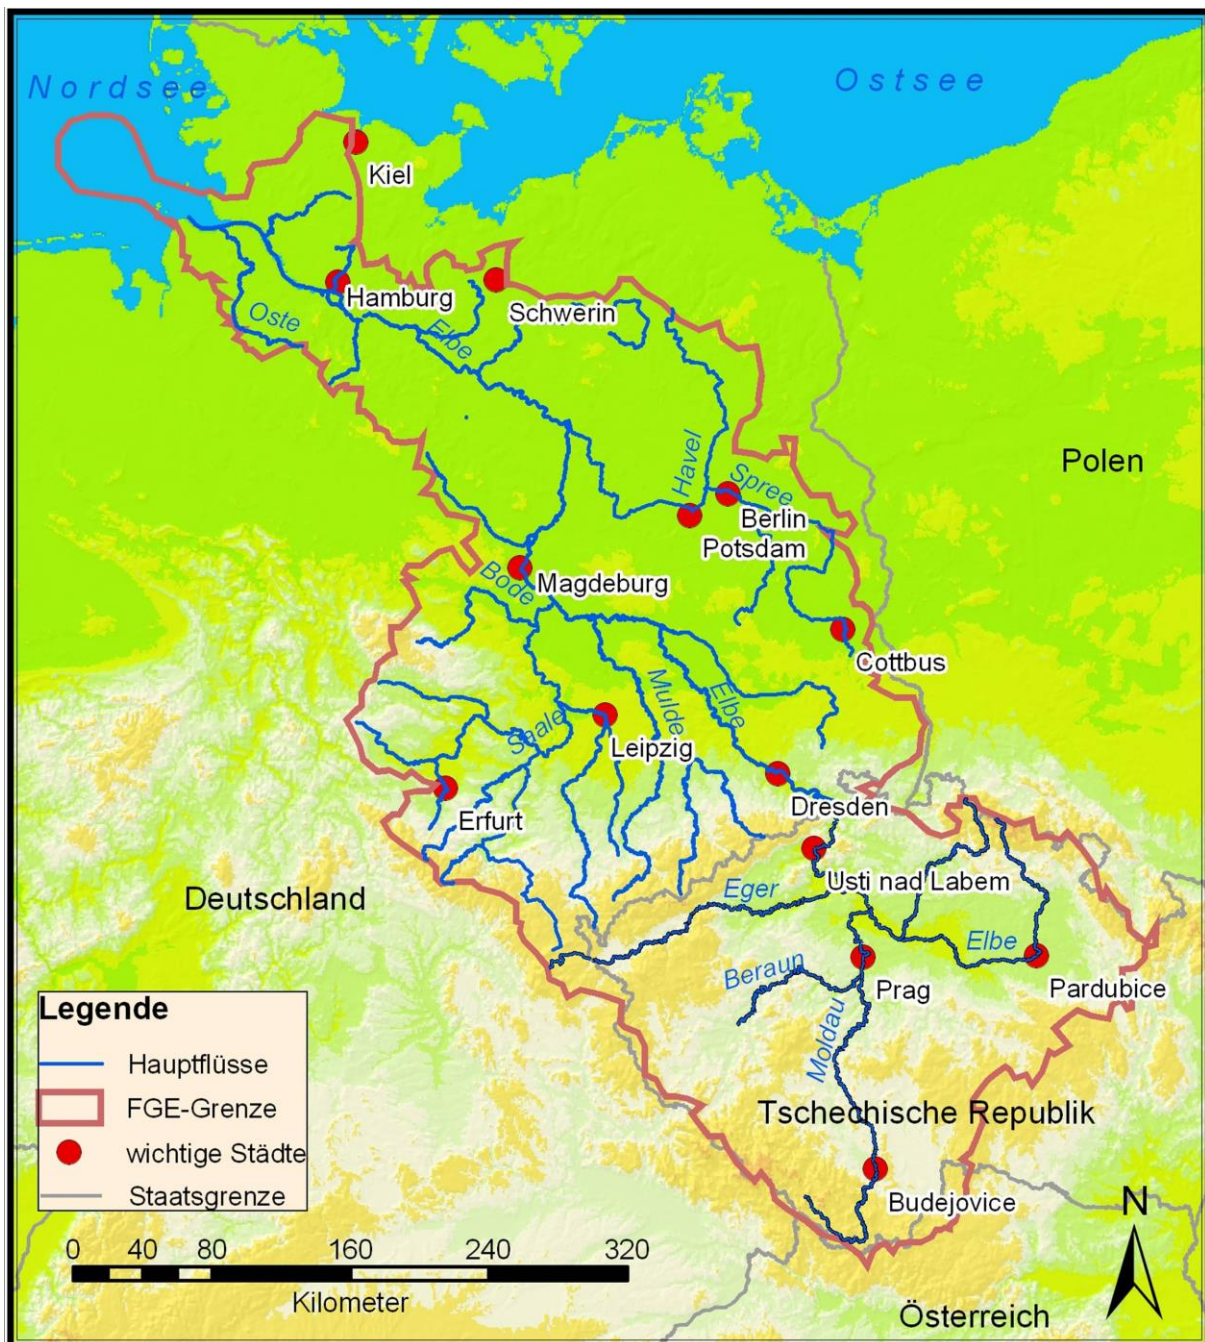 Nordsee
Ostsee
Kiel
Hamburg
Schwerin
Oste
Elbe
Polen
Havel
Spree
Berlin
Potsdam
Bode
Magdeburg
Cottbus
Mulde
Elbe
Saale
Leipzig
Dresden
Erfurt
Deutschland
Usti nad Labem
Eger
Elbe
Beraun
Prag
Pardubice
Moldau
Tschechische Republik
Budejovice
Österreich
Legende
Hauptflüsse
FGE-Grenze
wichtige Städte
Staatsgrenze
0 40 80 160 240 320
Kilometer
N